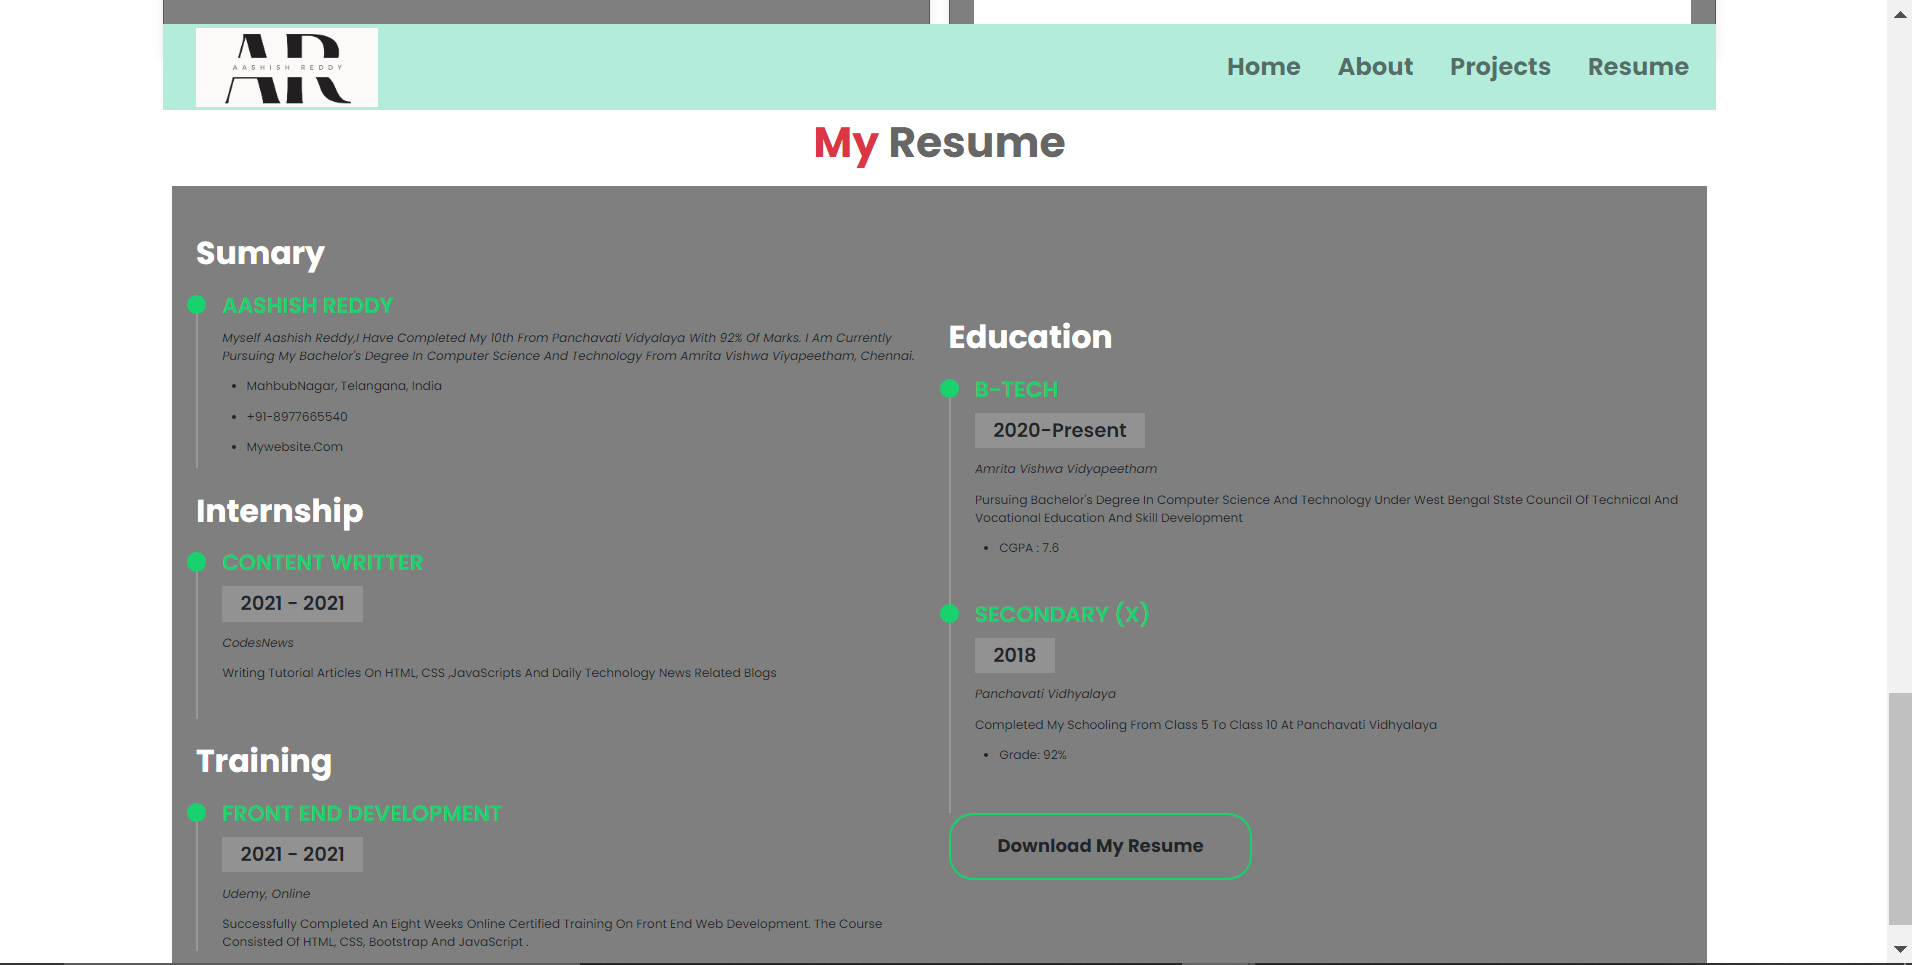 AR
AASHISH REDDY
Home About Projects Resume
My Resume
Sumary
AASHISH REDDY
Myself Aashish Reddy,I Have Completed My 10th From Panchavati Vidyalaya With 92% Of Marks. I Am Currently
Pursuing My Bachelor's Degree In Computer Science And Technology From Amrita Vishwa Viyapeetham, Chennai.
• MahbubNagar, Telangana, India
• +91-8977665540
• Mywebsite.Com
Internship
CONTENT WRITTER
2021 - 2021
CodesNews
Writing Tutorial Articles On HTML, CSS ,JavaScripts And Daily Technology News Related Blogs
Training
FRONT END DEVELOPMENT
2021 - 2021
Udemy, Online
Successfully Completed An Eight Weeks Online Certified Training On Front End Web Development. The Course
Consisted Of HTML, CSS, Bootstrap And JavaScript .
Education
B-TECH
2020-Present
Amrita Vishwa Vidyapeetham
Pursuing Bachelor's Degree In Computer Science And Technology Under West Bengal Stste Council Of Technical And
Vocational Education And Skill Development
• CGPA : 7.6
SECONDARY (X)
2018
Panchavati Vidhyalaya
Completed My Schooling From Class 5 To Class 10 At Panchavati Vidhyalaya
• Grade: 92%
Download My Resume